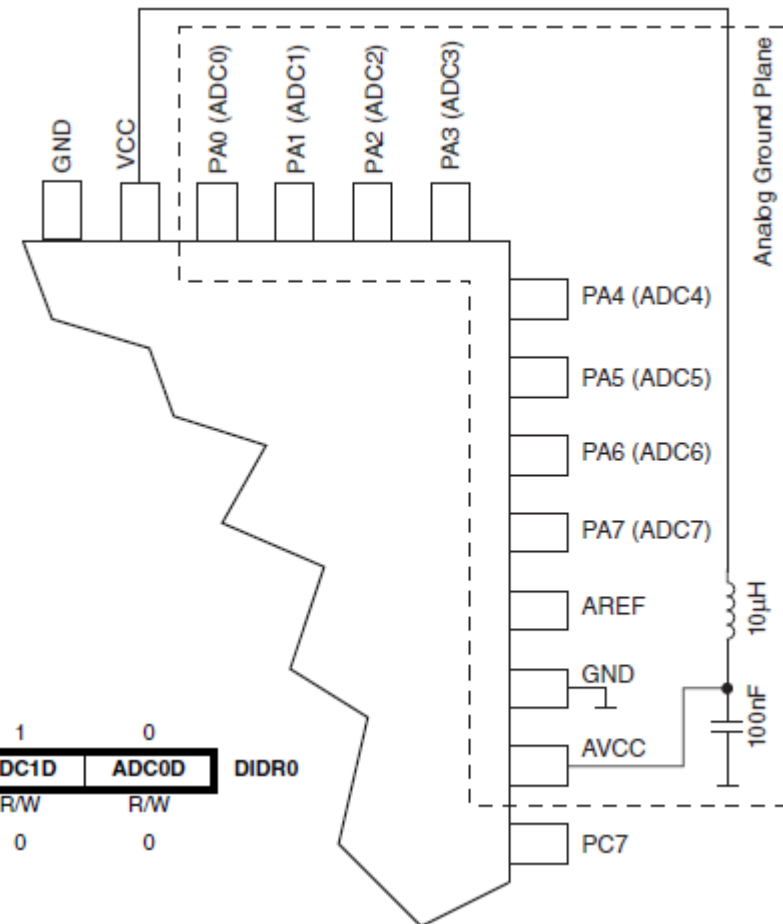 GND
VCC
PA0 (ADC0)
PA1 (ADC1)
PA2 (ADC2)
PA3 (ADC3)
Analog Ground Plane
PA4 (ADC4)
PA5 (ADC5)
PA6 (ADC6)
PA7 (ADC7)
AREF
10µH
GND
100nF
AVCC
PC7
1 0
DC1D ADC0D DIDR0
R/W R/W
0 0